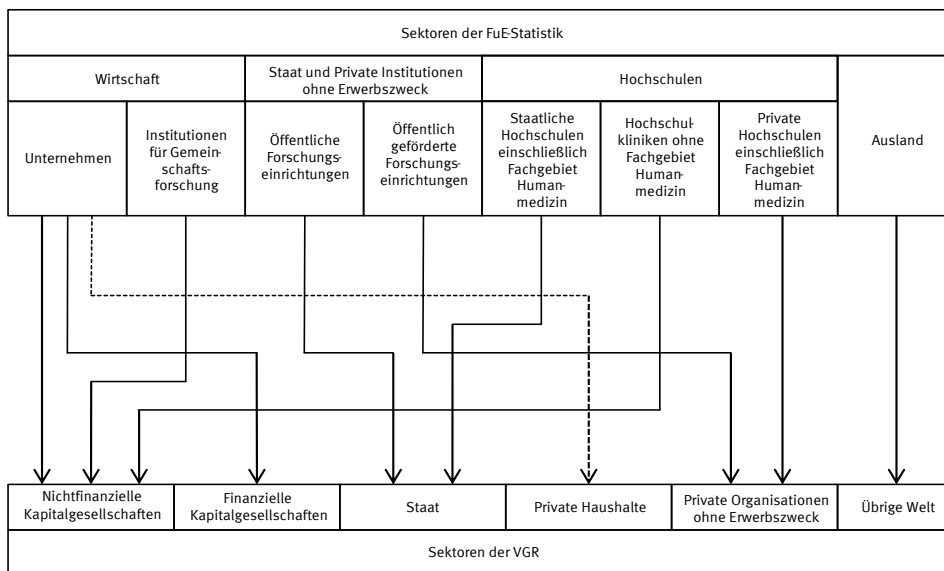 Sektoren der FuE-Statistik
Wirtschaft
Staat und Private Institutionen
ohne Erwerbszweck
Hochschulen
Ausland
Unternehmen
Institutionen
für Gemein-
schafts-
forschung
Öffentliche
Forschungs-
einrichtungen
Öffentlich
geförderte
Forschungs-
einrichtungen
Staatliche
Hochschulen
einschließlich
Fachgebiet
Human-
medizin
Hochschul-
kliniken ohne
Fachgebiet
Human-
medizin
Private
Hochschulen
einschließlich
Fachgebiet
Human-
medizin
Nichtfinanzielle
Kapitalgesellschaften
Finanzielle
Kapitalgesellschaften
Staat
Private Haushalte
Private Organisationen
ohne Erwerbszweck
Übrige Welt
Sektoren der VGR